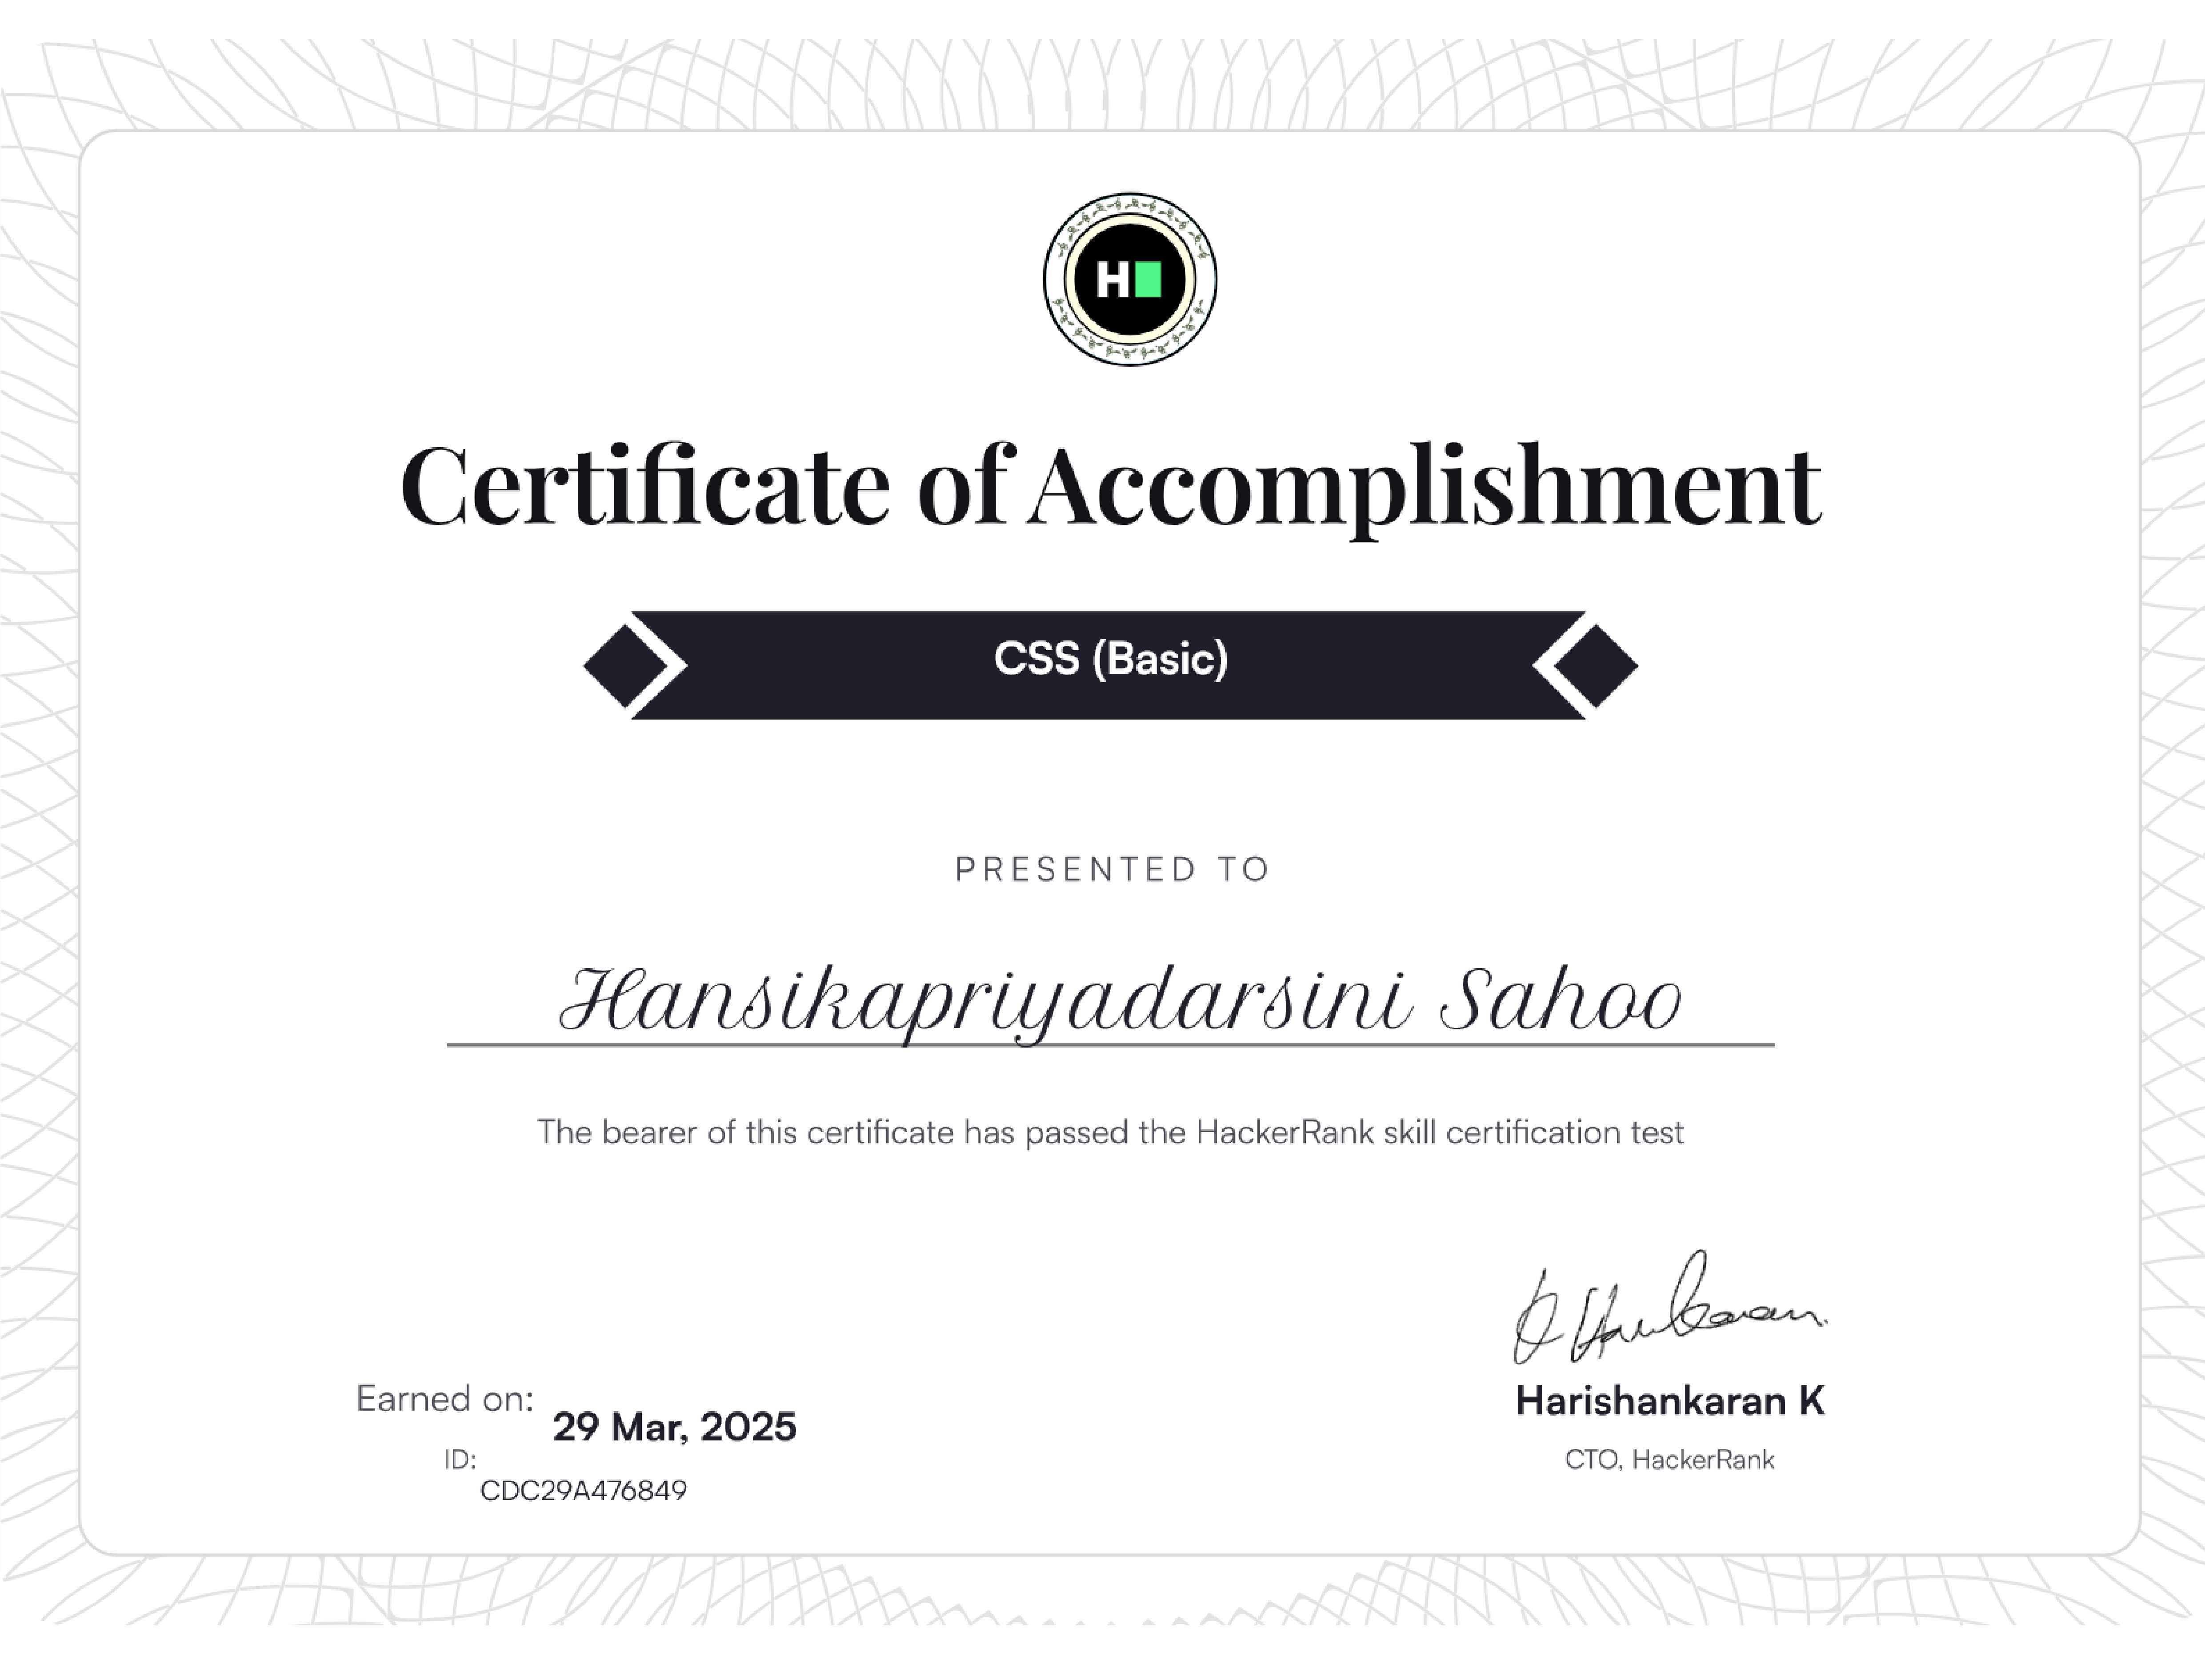 H
Certificate of Accomplishment
CSS (Basic)
PRESENTED TO
Hansikapriyadarsini Sahoo
The bearer of this certificate has passed the HackerRank skill certification test
Earned on:
29 Mar, 2025
ID:
CDC29A476849
Harishankaran K
CTO, HackerRank